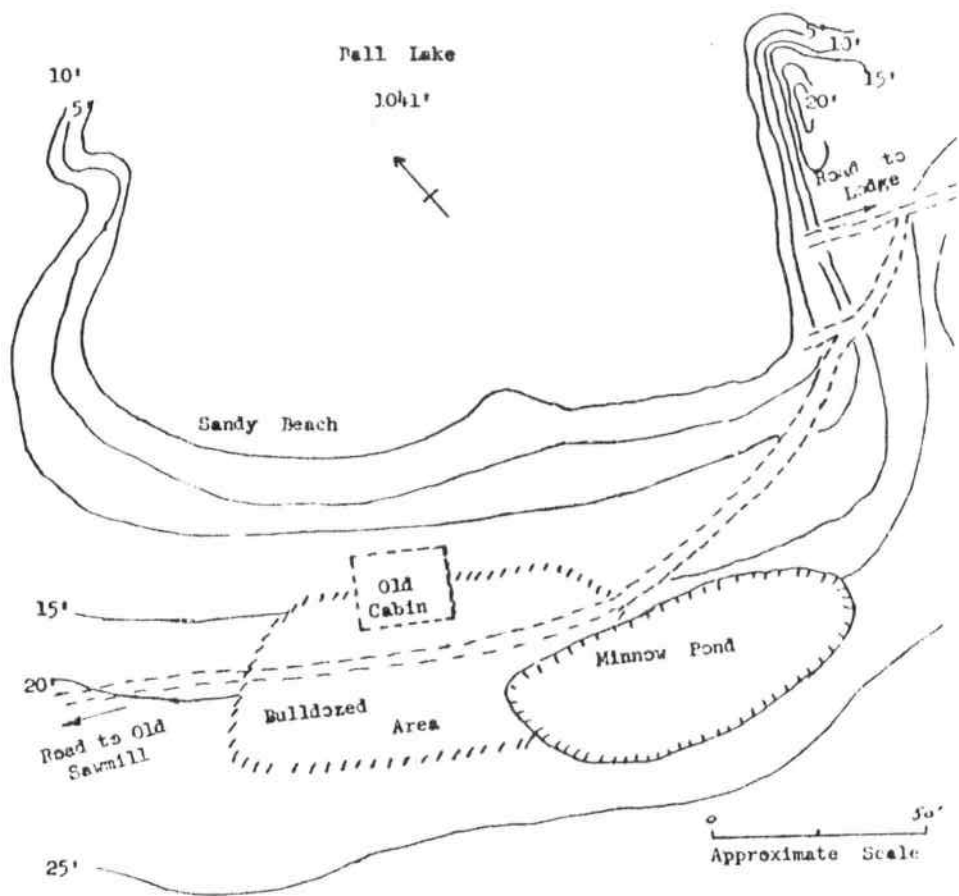 Fall Lake
1041'
10'
5'
5'
10'
15'
20'
Road to
Lodge
Sandy Beach
Old
Cabin
15'
Minnow Pond
20'
Bulldozed
Area
Road to Old
Sawmill
0 50'
Approximate Scale
25'